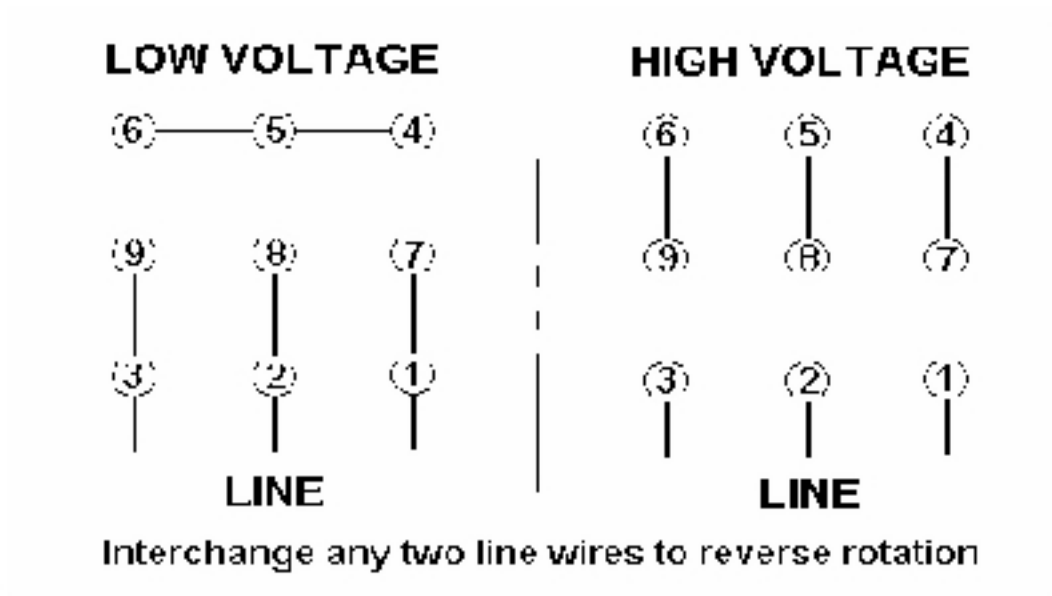 LOW VOLTAGE HIGH VOLTAGE
(6) (5) (4) (6) (5) (4)
(9) (8) (7) (9) (8) (7)
(3) (2) (1) (3) (2) (1)
LINE LINE
Interchange any two line wires to reverse rotation